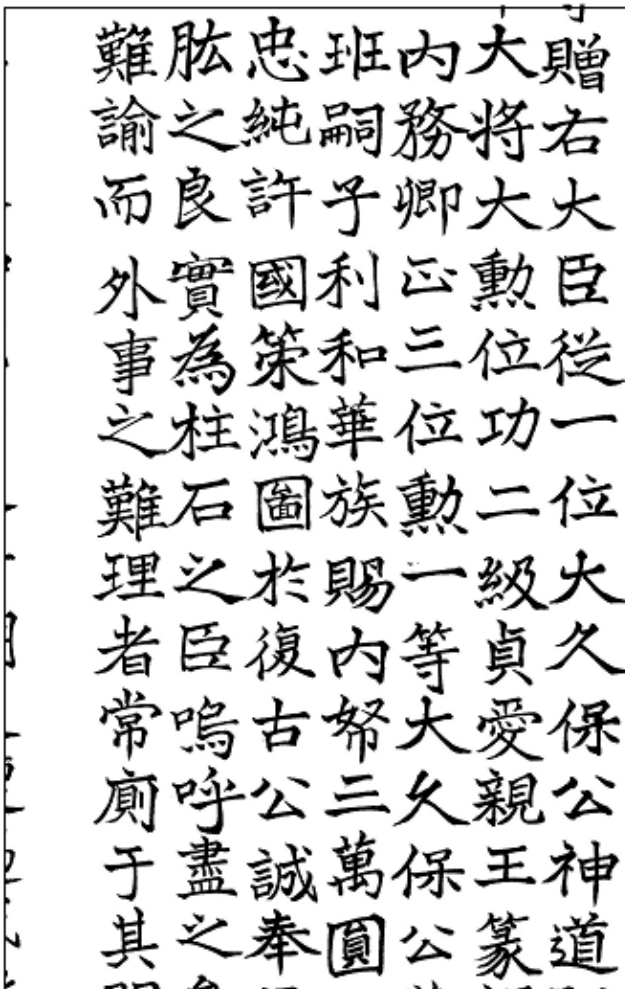 贈右大臣従一位大久保公神道
大将大勲位功二級貞愛親王篆
内務卿正三位勲一等大久保公
班嗣子利和華族賜内帑三萬圓
忠純許國策鴻圖於復古公誠奉
肱之良實為柱石之臣嗚呼盡之
難諭而外事之難理者常廁于其